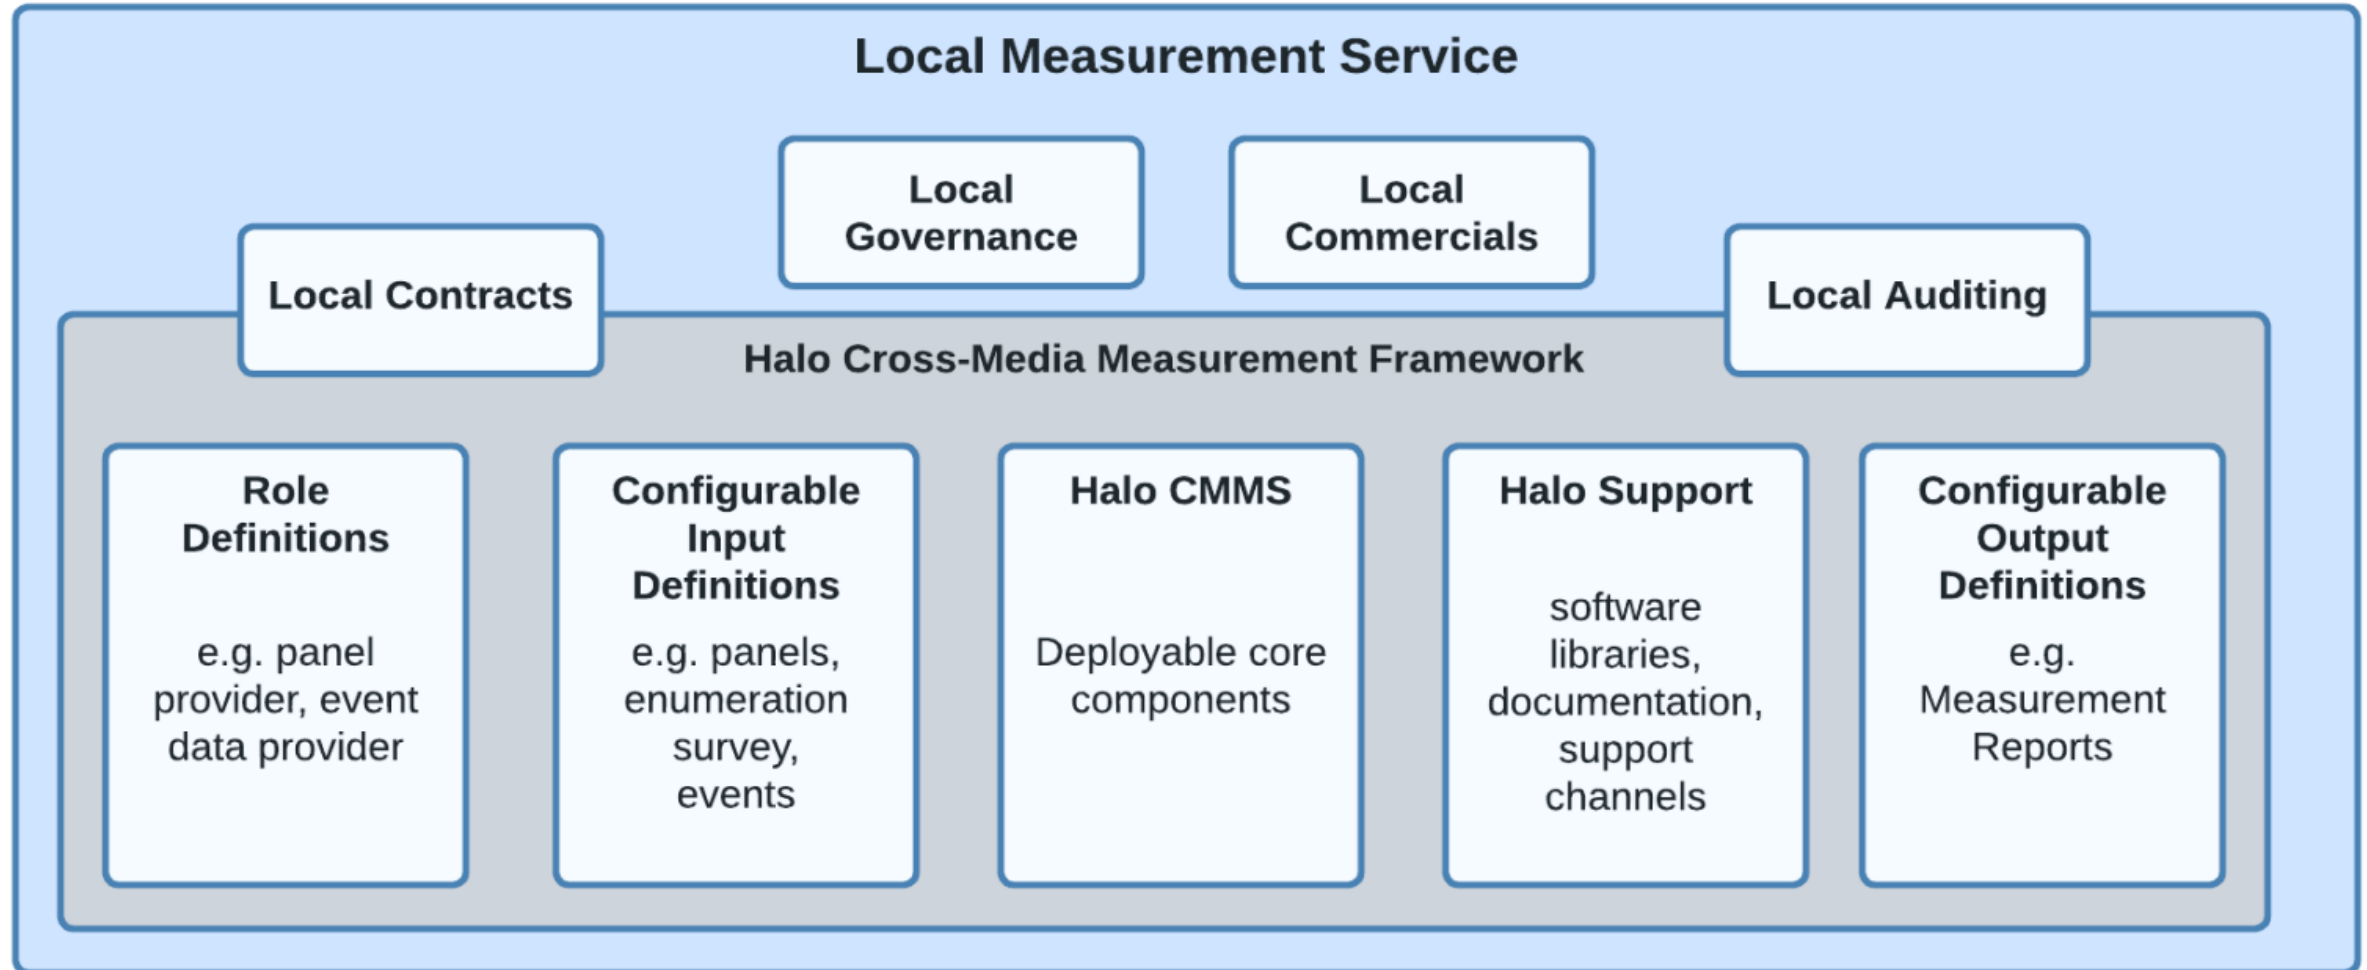 Local Measurement Service
Local
Governance
Local
Commercials
Local Contracts
Local Auditing
Halo Cross-Media Measurement Framework
Role
Definitions
e.g. panel
provider, event
data provider
Configurable
Input
Definitions
e.g. panels,
enumeration
survey,
events
Halo CMMS
Deployable core
components
Halo Support
software
libraries,
documentation,
support
channels
Configurable
Output
Definitions
e.g.
Measurement
Reports